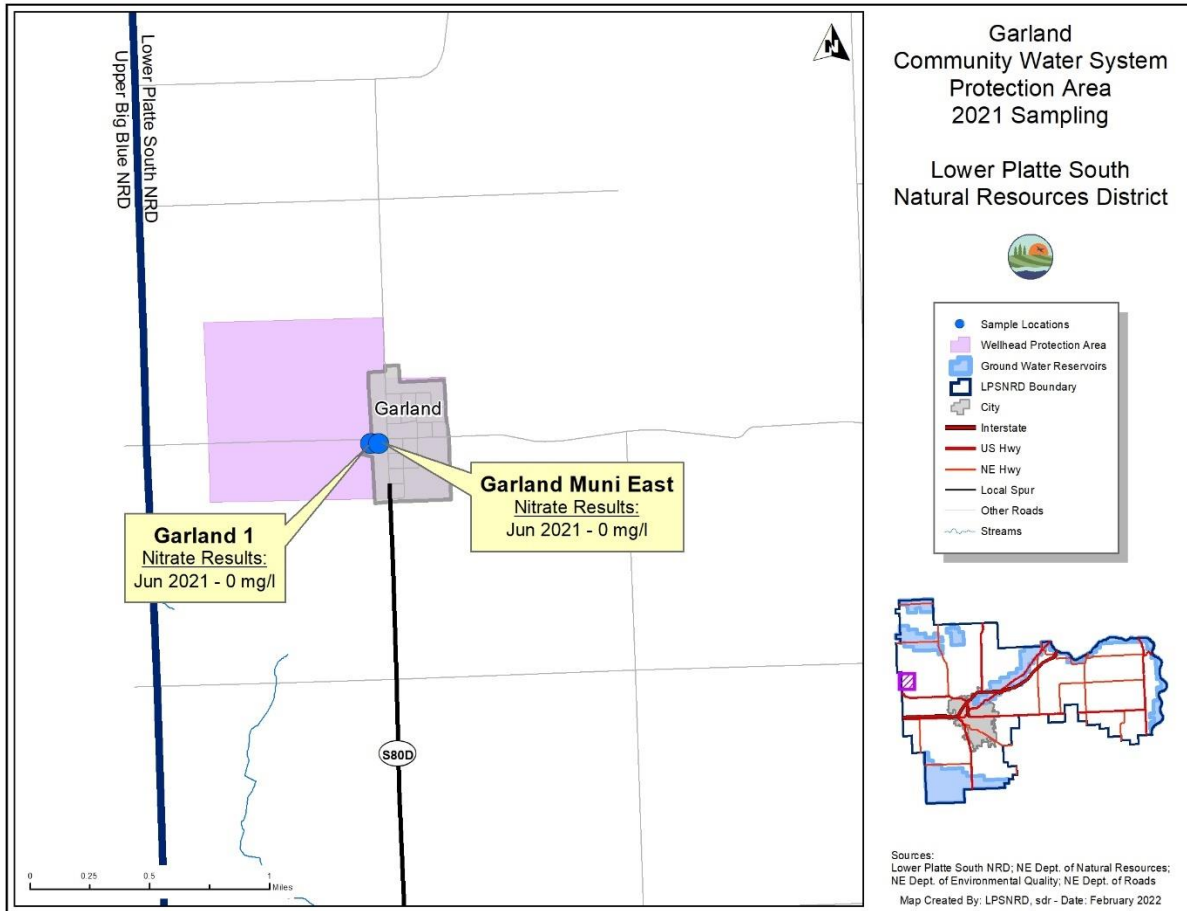 Garland
Community Water System
Protection Area
2021 Sampling
Lower Platte South
Natural Resources District
Lower Platte South NRD
Upper Big Blue NRD
N
Garland
Garland 1
Nitrate Results:
Jun 2021 - 0 mg/l
Garland Muni East
Nitrate Results:
Jun 2021 - 0 mg/l
S80D
0 0.25 0.5 1
Miles
Sample Locations
Wellhead Protection Area
Ground Water Reservoirs
LPSNRD Boundary
City
Interstate
US Hwy
NE Hwy
Local Spur
Other Roads
Streams
Sources:
Lower Platte South NRD; NE Dept. of Natural Resources;
NE Dept. of Environmental Quality; NE Dept. of Roads
Map Created By: LPSNRD, sdr - Date: February 2022